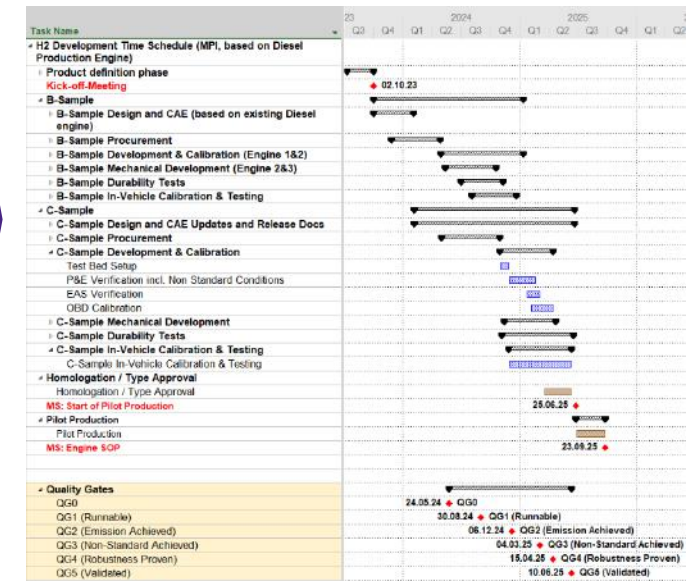 23 2024 2025
Task Name Q3 Q4 Q1 Q2 Q3 Q4 Q1 Q2 Q3 Q4 Q1 Q2
H2 Development Time Schedule (MPI, based on Diesel
Production Engine)
Product definition phase
Kick-off-Meeting 02.10.23
B-Sample
B-Sample Design and CAE (based on existing Diesel
engine)
B-Sample Procurement
B-Sample Development & Calibration (Engine 1&2)
B-Sample Mechanical Development (Engine 2&3)
B-Sample Durability Tests
B-Sample In-Vehicle Calibration & Testing
C-Sample
C-Sample Design and CAE Updates and Release Docs
C-Sample Procurement
C-Sample Development & Calibration
Test Bed Setup
P&E Verification incl. Non Standard Conditions
EAS Verification
OBD Calibration
C-Sample Mechanical Development
C-Sample Durability Tests
C-Sample In-Vehicle Calibration & Testing
C-Sample In-Vehicle Calibration & Testing
Homologation / Type Approval
Homologation / Type Approval
MS: Start of Pilot Production 25.06.25
Pilot Production
Pilot Production
MS: Engine SOP 23.09.25
Quality Gates
QG0 24.05.24 QG0
QG1 (Runnable) 30.08.24 QG1 (Runnable)
QG2 (Emission Achieved) 06.12.24 QG2 (Emission Achieved)
QG3 (Non-Standard Achieved) 04.03.25 QG3 (Non-Standard Achieved)
QG4 (Robustness Proven) 15.04.25 QG4 (Robustness Proven)
QG5 (Validated) 10.06.25 QG5 (Validated)